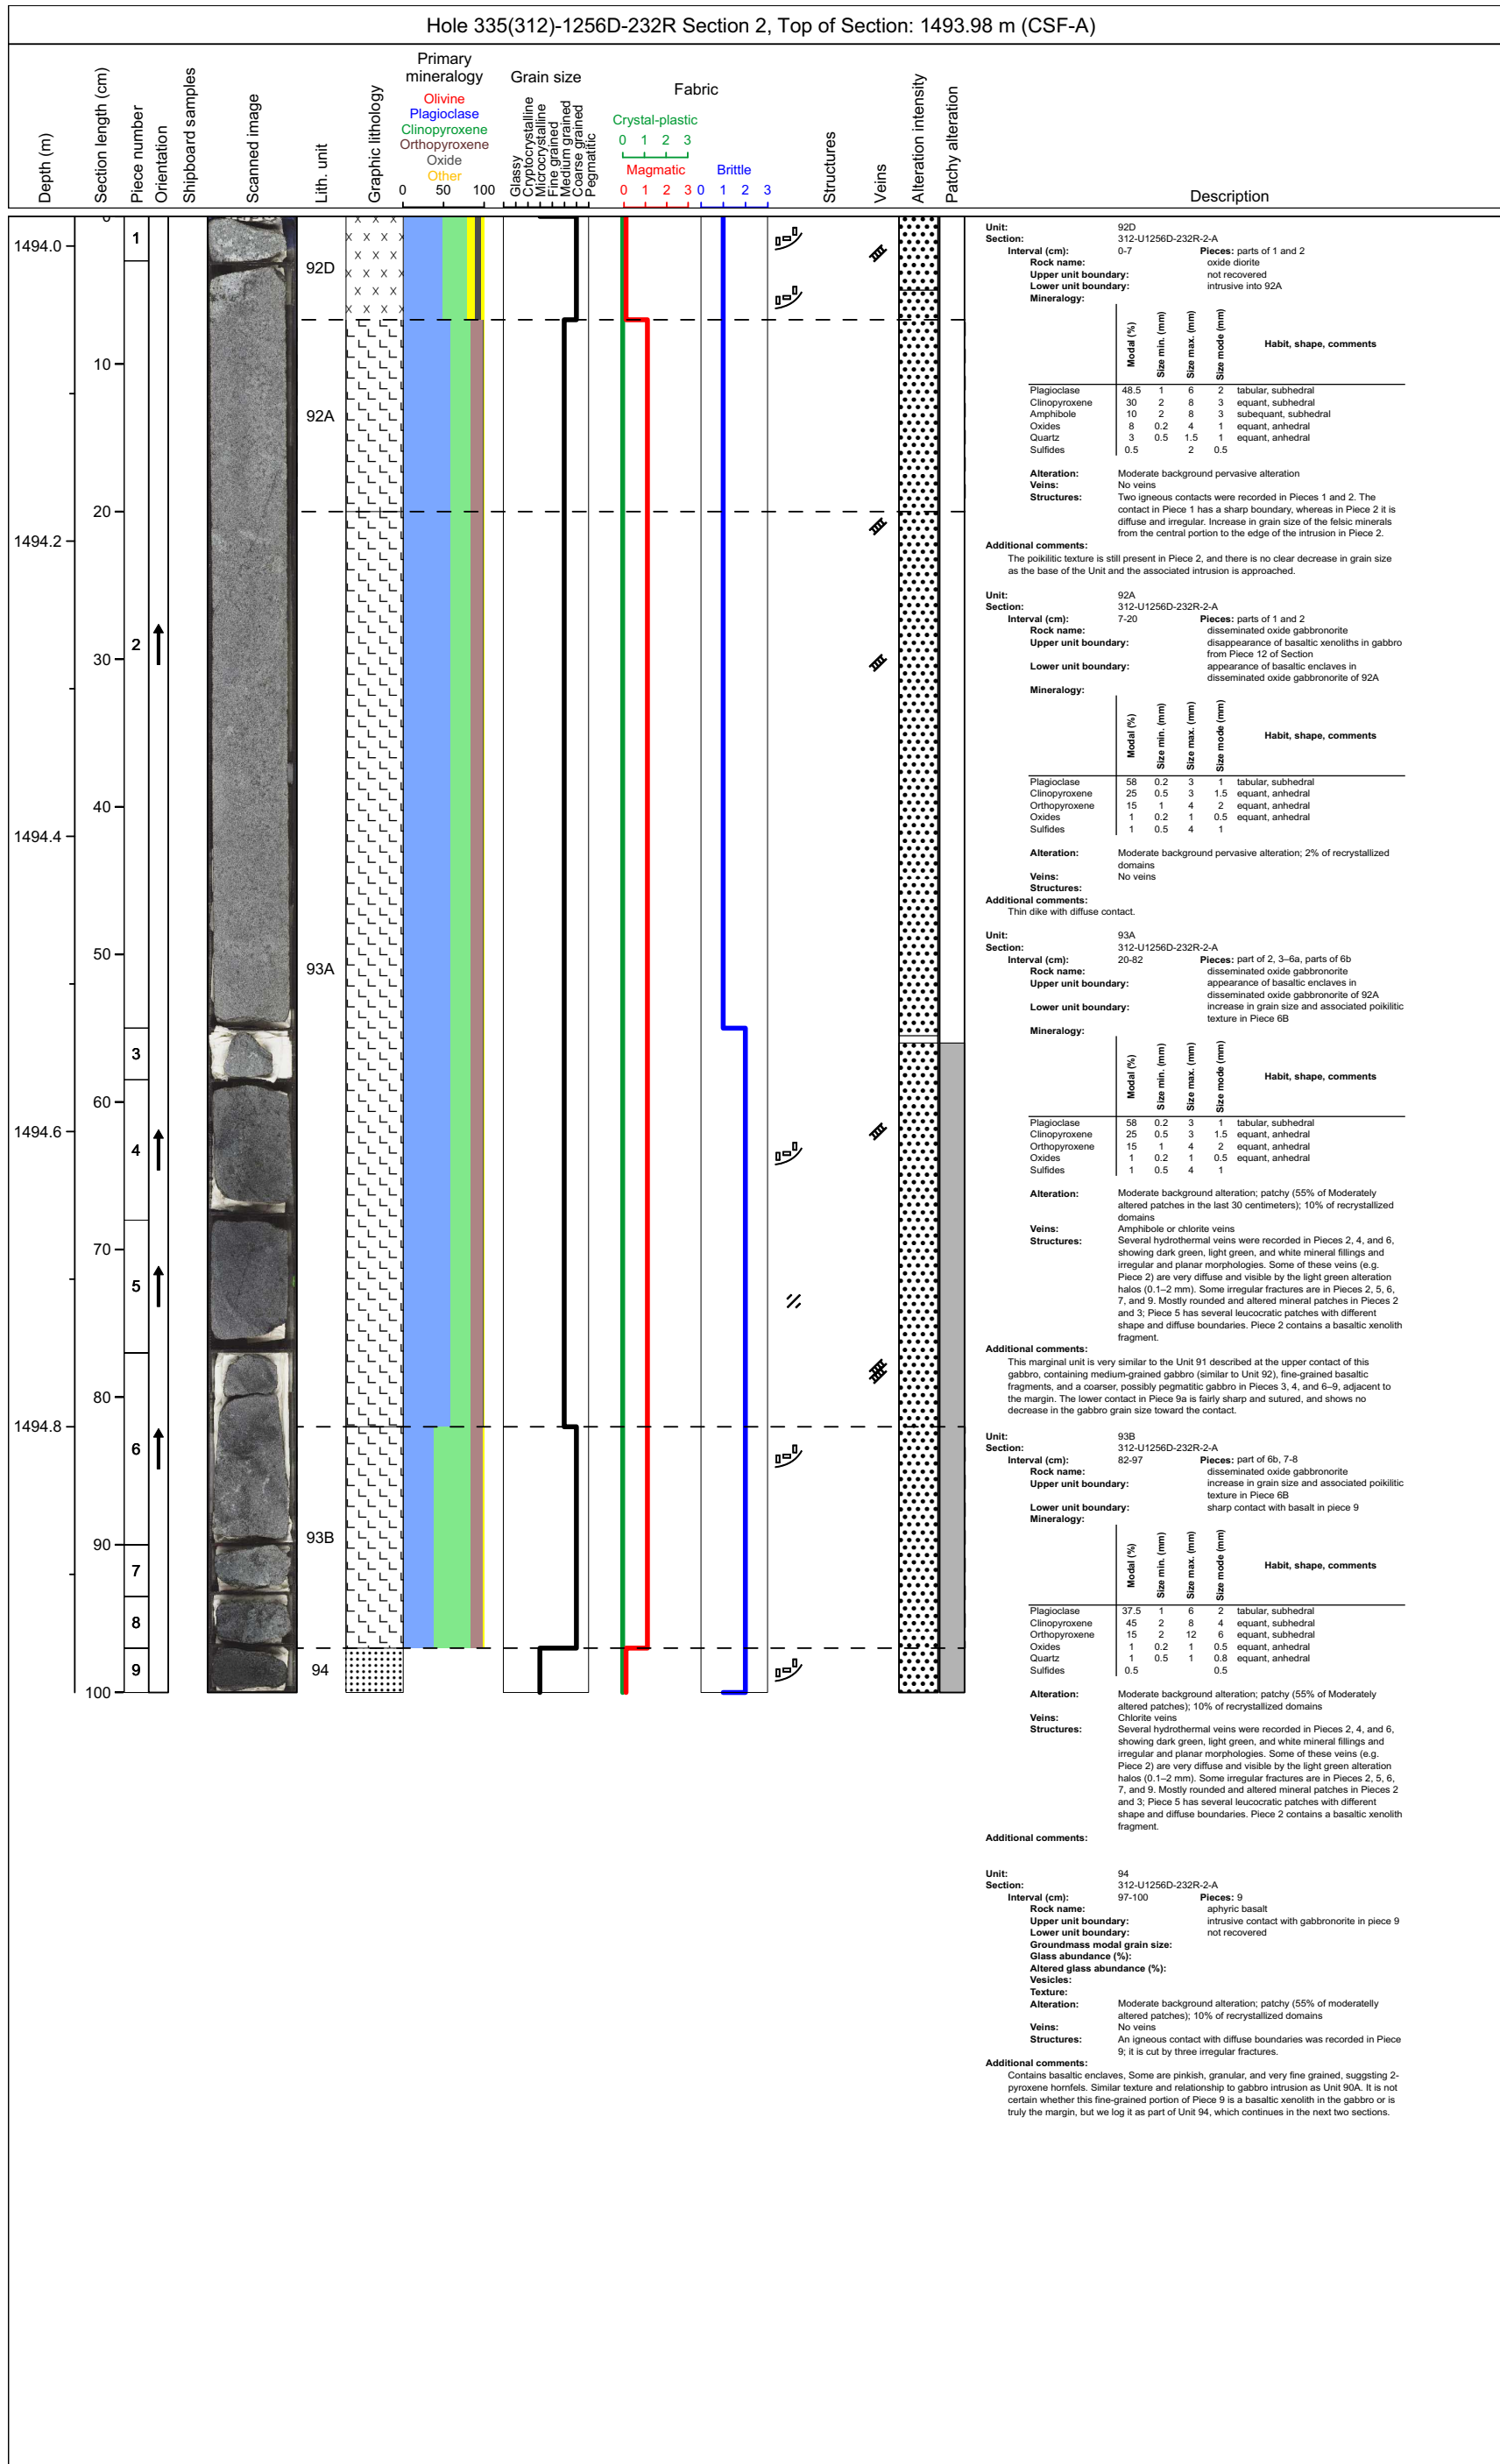 Hole 335(312)-1256D-232R Section 2, Top of Section: 1493.98 m (CSF-A)
Depth (m)
Section length (cm)
Piece number
Orientation
Shipboard samples
Scanned image
Lith. unit
Graphic lithology
Primary mineralogy
Olivine
Plagioclase
Clinopyroxene
Orthopyroxene
Oxide
Other
0 50 100
Grain size
Glassy
Cryptocrystalline
Microcrystalline
Fine grained
Medium grained
Coarse grained
Pegmatitic
Fabric
Crystal-plastic
0 1 2 3
Magmatic
0 1 2 3
Brittle
0 1 2 3
Structures
Veins
Alteration intensity
Patchy alteration
Description
1494.0
1494.2
1494.4
1494.6
1494.8
0
10
20
30
40
50
60
70
80
90
100
1
2
3
4
5
6
7
8
9
92D
92A
93A
93B
94
Unit: 92D
Section: 312-U1256D-232R-2-A
Interval (cm): 0-7 Pieces: parts of 1 and 2
Rock name: oxide diorite
Upper unit boundary: not recovered
Lower unit boundary: intrusive into 92A
Mineralogy:
Modal (%) Size min. (mm) Size max. (mm) Size mode (mm) Habit, shape, comments
Plagioclase 48.5 1 6 2 tabular, subhedral
Clinopyroxene 30 2 8 3 equant, subhedral
Amphibole 10 2 8 3 subequant, subhedral
Oxides 8 0.2 4 1 equant, anhedral
Quartz 3 0.5 1.5 1 equant, anhedral
Sulfides 0.5 2 0.5
Alteration: Moderate background pervasive alteration
Veins: No veins
Structures: Two igneous contacts were recorded in Pieces 1 and 2. The
contact in Piece 1 has a sharp boundary, whereas in Piece 2 it is
diffuse and irregular. Increase in grain size of the felsic minerals
from the central portion to the edge of the intrusion in Piece 2.
Additional comments:
The poikilitic texture is still present in Piece 2, and there is no clear decrease in grain size
as the base of the Unit and the associated intrusion is approached.
Unit: 92A
Section: 312-U1256D-232R-2-A
Interval (cm): 7-20 Pieces: parts of 1 and 2
Rock name: disseminated oxide gabbronorite
Upper unit boundary: disappearance of basaltic xenoliths in gabbro
from Piece 12 of Section
Lower unit boundary: appearance of basaltic enclaves in
disseminated oxide gabbronorite of 92A
Mineralogy:
Modal (%) Size min. (mm) Size max. (mm) Size mode (mm) Habit, shape, comments
Plagioclase 58 0.2 3 1 tabular, subhedral
Clinopyroxene 25 0.5 3 1.5 equant, anhedral
Orthopyroxene 15 1 4 2 equant, anhedral
Oxides 1 0.2 1 0.5 equant, anhedral
Sulfides 1 0.5 4 1
Alteration: Moderate background pervasive alteration; 2% of recrystallized
domains
Veins: No veins
Structures:
Additional comments:
Thin dike with diffuse contact.
Unit: 93A
Section: 312-U1256D-232R-2-A
Interval (cm): 20-82 Pieces: part of 2, 3–6a, parts of 6b
Rock name: disseminated oxide gabbronorite
Upper unit boundary: appearance of basaltic enclaves in
disseminated oxide gabbronorite of 92A
Lower unit boundary: increase in grain size and associated poikilitic
texture in Piece 6B
Mineralogy:
Modal (%) Size min. (mm) Size max. (mm) Size mode (mm) Habit, shape, comments
Plagioclase 58 0.2 3 1 tabular, subhedral
Clinopyroxene 25 0.5 3 1.5 equant, anhedral
Orthopyroxene 15 1 4 2 equant, anhedral
Oxides 1 0.2 1 0.5 equant, anhedral
Sulfides 1 0.5 4 1
Alteration: Moderate background alteration; patchy (55% of Moderately
altered patches in the last 30 centimeters); 10% of recrystallized
domains
Veins: Amphibole or chlorite veins
Structures: Several hydrothermal veins were recorded in Pieces 2, 4, and 6,
showing dark green, light green, and white mineral fillings and
irregular and planar morphologies. Some of these veins (e.g.
Piece 2) are very diffuse and visible by the light green alteration
halos (0.1–2 mm). Some irregular fractures are in Pieces 2, 5, 6,
7, and 9. Mostly rounded and altered mineral patches in Pieces 2
and 3; Piece 5 has several leucocratic patches with different
shape and diffuse boundaries. Piece 2 contains a basaltic xenolith
fragment.
Additional comments:
This marginal unit is very similar to the Unit 91 described at the upper contact of this
gabbro, containing medium-grained gabbro (similar to Unit 92), fine-grained basaltic
fragments, and a coarser, possibly pegmatitic gabbro in Pieces 3, 4, and 6–9, adjacent to
the margin. The lower contact in Piece 9a is fairly sharp and sutured, and shows no
decrease in the gabbro grain size toward the contact.
Unit: 93B
Section: 312-U1256D-232R-2-A
Interval (cm): 82-97 Pieces: part of 6b, 7-8
Rock name: disseminated oxide gabbronorite
Upper unit boundary: increase in grain size and associated poikilitic
texture in Piece 6B
Lower unit boundary: sharp contact with basalt in piece 9
Mineralogy:
Modal (%) Size min. (mm) Size max. (mm) Size mode (mm) Habit, shape, comments
Plagioclase 37.5 1 6 2 tabular, subhedral
Clinopyroxene 45 2 8 4 equant, subhedral
Orthopyroxene 15 2 12 6 equant, subhedral
Oxides 1 0.2 1 0.5 equant, anhedral
Quartz 1 0.5 1 0.8 equant, anhedral
Sulfides 0.5 0.5
Alteration: Moderate background alteration; patchy (55% of Moderately
altered patches); 10% of recrystallized domains
Veins: Chlorite veins
Structures: Several hydrothermal veins were recorded in Pieces 2, 4, and 6,
showing dark green, light green, and white mineral fillings and
irregular and planar morphologies. Some of these veins (e.g.
Piece 2) are very diffuse and visible by the light green alteration
halos (0.1–2 mm). Some irregular fractures are in Pieces 2, 5, 6,
7, and 9. Mostly rounded and altered mineral patches in Pieces 2
and 3; Piece 5 has several leucocratic patches with different
shape and diffuse boundaries. Piece 2 contains a basaltic xenolith
fragment.
Additional comments:
Unit: 94
Section: 312-U1256D-232R-2-A
Interval (cm): 97-100 Pieces: 9
Rock name: aphyric basalt
Upper unit boundary: intrusive contact with gabbronorite in piece 9
Lower unit boundary: not recovered
Groundmass modal grain size:
Glass abundance (%):
Altered glass abundance (%):
Vesicles:
Texture:
Alteration: Moderate background alteration; patchy (55% of moderatelly
altered patches); 10% of recrystallized domains
Veins: No veins
Structures: An igneous contact with diffuse boundaries was recorded in Piece
9; it is cut by three irregular fractures.
Additional comments:
Contains basaltic enclaves, Some are pinkish, granular, and very fine grained, suggsting 2-
pyroxene hornfels. Similar texture and relationship to gabbro intrusion as Unit 90A. It is not
certain whether this fine-grained portion of Piece 9 is a basaltic xenolith in the gabbro or is
truly the margin, but we log it as part of Unit 94, which continues in the next two sections.